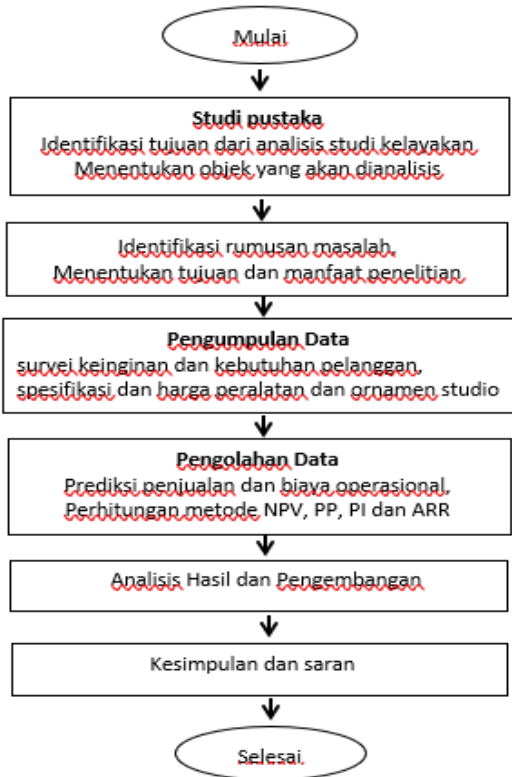 Mulai
Studi pustaka
Identifikasi tujuan dari analisis studi kelayakan
Menentukan objek yang akan dianalisis
Identifikasi rumusan masalah,
Menentukan tujuan dan manfaat penelitian
Pengumpulan Data
survei keinginan dan kebutuhan pelanggan,
spesifikasi dan harga peralatan dan ornamen studio
Pengolahan Data
Prediksi penjualan dan biaya operasional,
Perhitungan metode NPV, PP, PI dan ARR
Analisis Hasil dan Pengembangan
Kesimpulan dan saran
Selesai